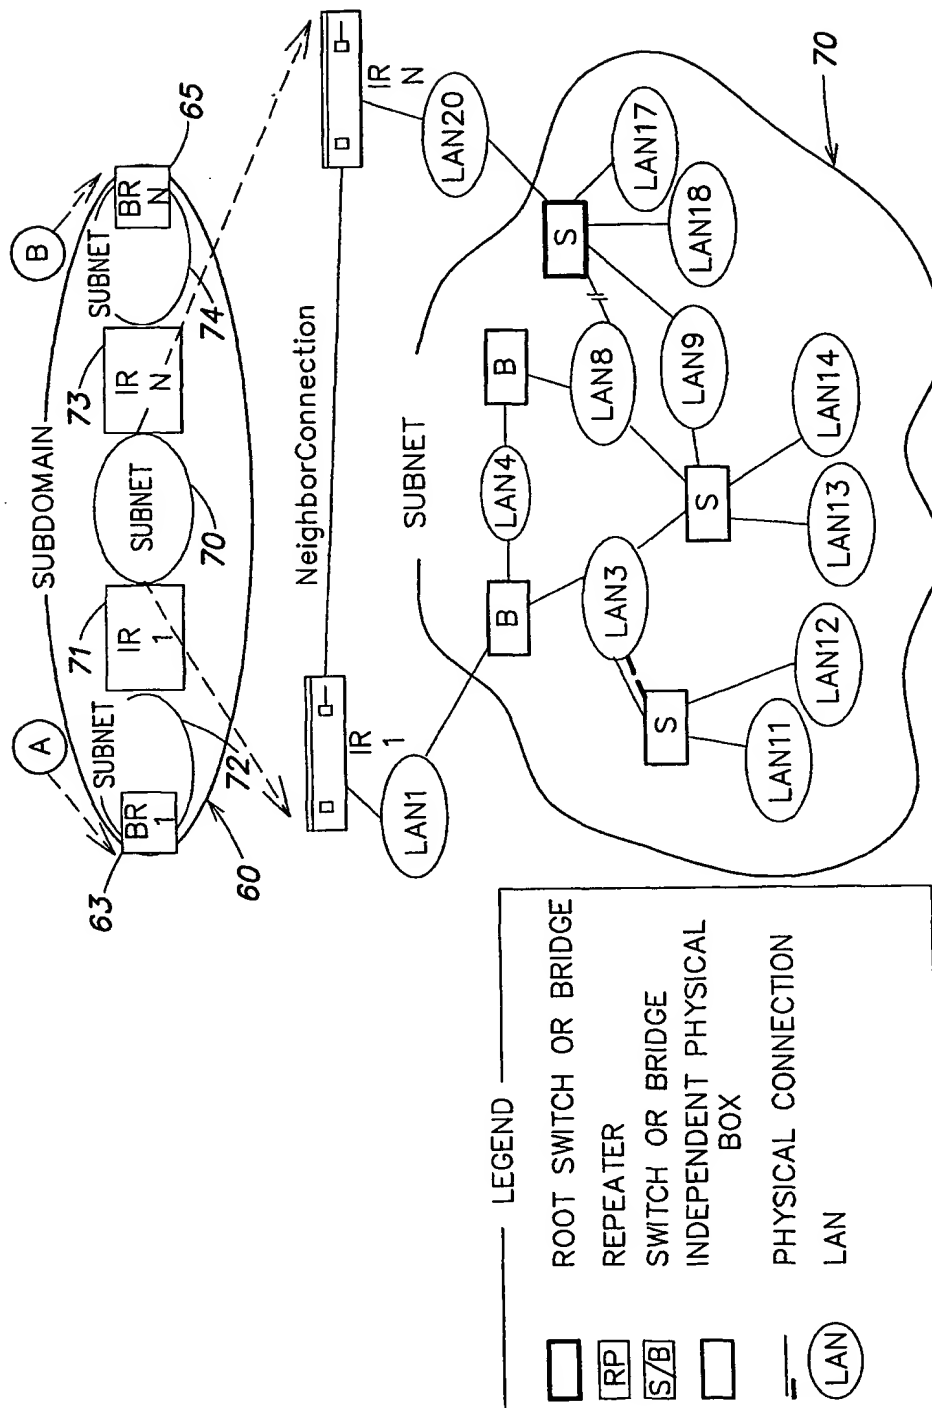 SUBDOMAIN
A
B
63
BR
1
SUBNET
72
60
71
IR
1
SUBNET
70
73
IR
N
SUBNET
74
BR
N
65
NeighborConnection
IR
1
IR
N
LAN1
LAN20
SUBNET
B
LAN4
B
S
LAN3
LAN8
LAN9
LAN18
LAN17
S
S
LAN11
LAN12
LAN13
LAN14
70
LEGEND
ROOT SWITCH OR BRIDGE
RP REPEATER
S/B SWITCH OR BRIDGE
INDEPENDENT PHYSICAL
BOX
PHYSICAL CONNECTION
LAN LAN